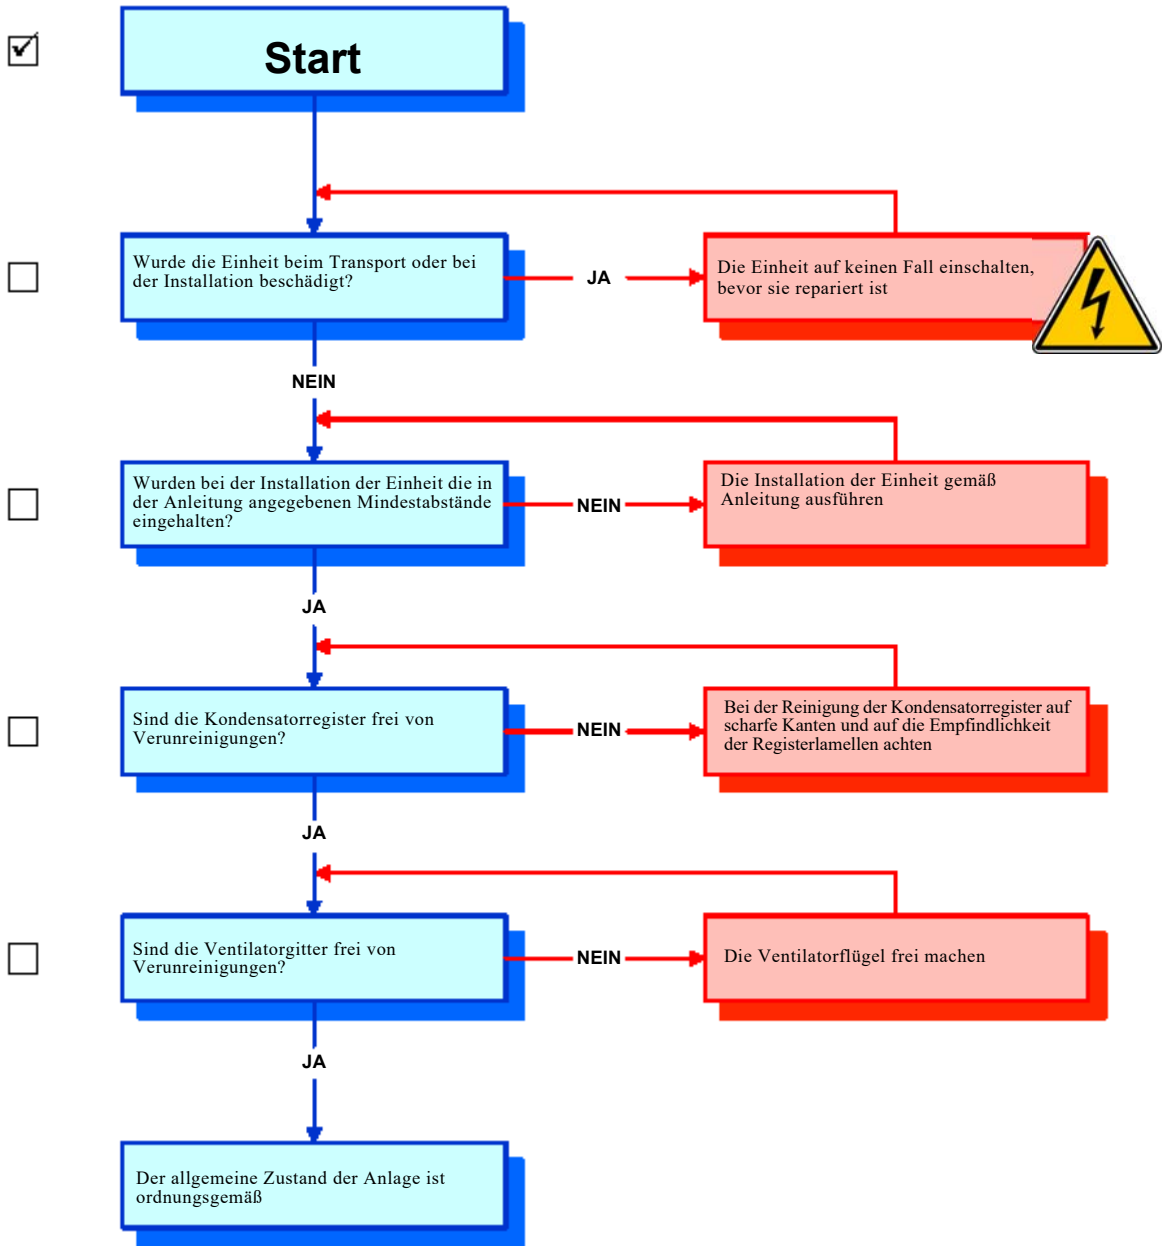 Start
Wurde die Einheit beim Transport oder bei
der Installation beschädigt?
JA
Die Einheit auf keinen Fall einschalten,
bevor sie repariert ist
NEIN
Wurden bei der Installation der Einheit die in
der Anleitung angegebenen Mindestabstände
eingehalten?
NEIN
Die Installation der Einheit gemäß
Anleitung ausführen
JA
Sind die Kondensatorregister frei von
Verunreinigungen?
NEIN
Bei der Reinigung der Kondensatorregister auf
scharfe Kanten und auf die Empfindlichkeit
der Registerlamellen achten
JA
Sind die Ventilatorgitter frei von
Verunreinigungen?
NEIN
Die Ventilatorflügel frei machen
JA
Der allgemeine Zustand der Anlage ist
ordnungsgemäß